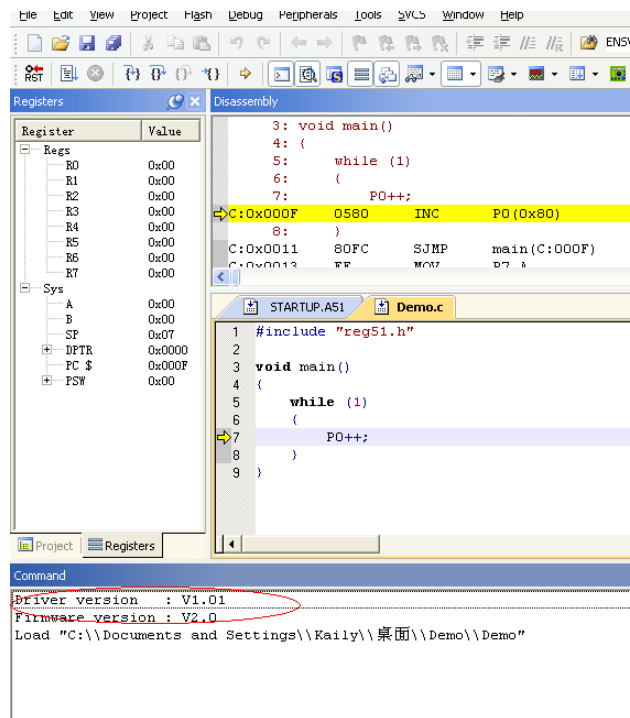 File Edit View Project Flash Debug Peripherals Tools SVCS Window Help
RST
Registers
Register Value
Regs
R0 0x00
R1 0x00
R2 0x00
R3 0x00
R4 0x00
R5 0x00
R6 0x00
R7 0x00
Sys
A 0x00
B 0x00
SP 0x07
DPTR 0x0000
PC $ 0x000F
PSW 0x00
Project Registers
Disassembly
3: void main()
4: {
5: while (1)
6: {
7: P0++;
C:0x000F 0580 INC P0(0x80)
8: }
C:0x0011 80FC SJMP main(C:000F)
C:0x0013 EF MOV R7,A
STARTUP.A51 Demo.c
1 #include "reg51.h"
2
3 void main()
4 {
5 while (1)
6 {
7 P0++;
8 }
9 }
Command
Driver version : V1.01
Firmware version : V2.0
Load "C:\\Documents and Settings\\Kaily\\桌面\\Demo\\Demo"